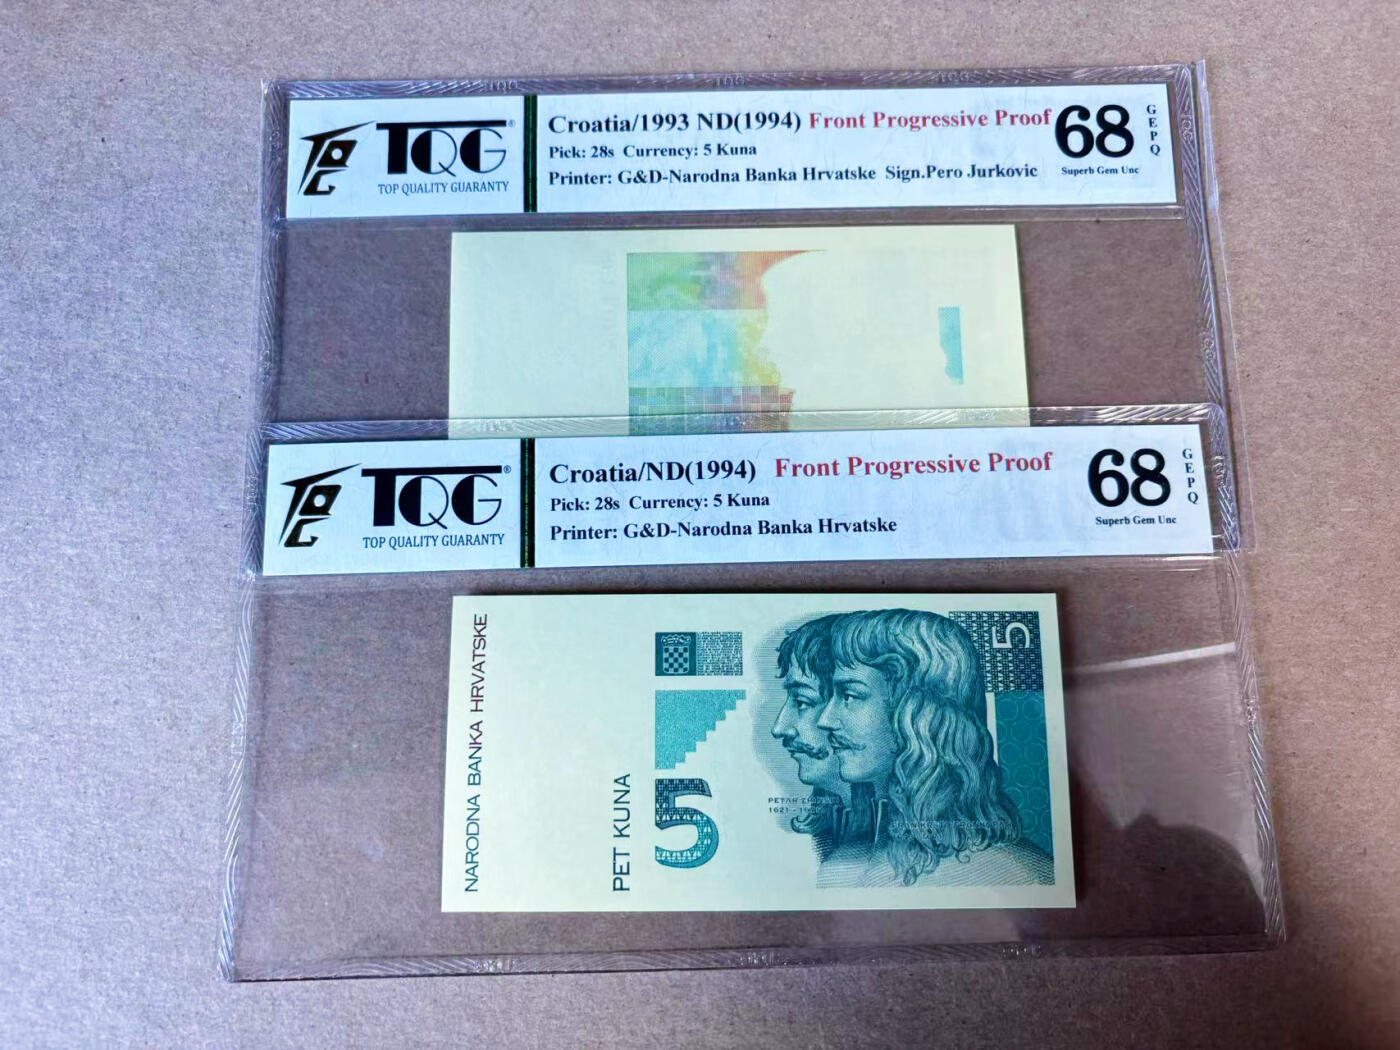 TQG®
TOP QUALITY GUARANTY
Croatia/1993 ND(1994) Front Progressive Proof
Pick: 28s Currency: 5 Kuna
Printer: G&D-Narodna Banka Hrvatske Sign.Pero Jurkovic
68
GEPQ
Superb Gem Unc
TQG®
TOP QUALITY GUARANTY
Croatia/ND(1994) Front Progressive Proof
Pick: 28s Currency: 5 Kuna
Printer: G&D-Narodna Banka Hrvatske
68
GEPQ
Superb Gem Unc
NARODNA BANKA HRVATSKE
PET KUNA
5
5
PETAR